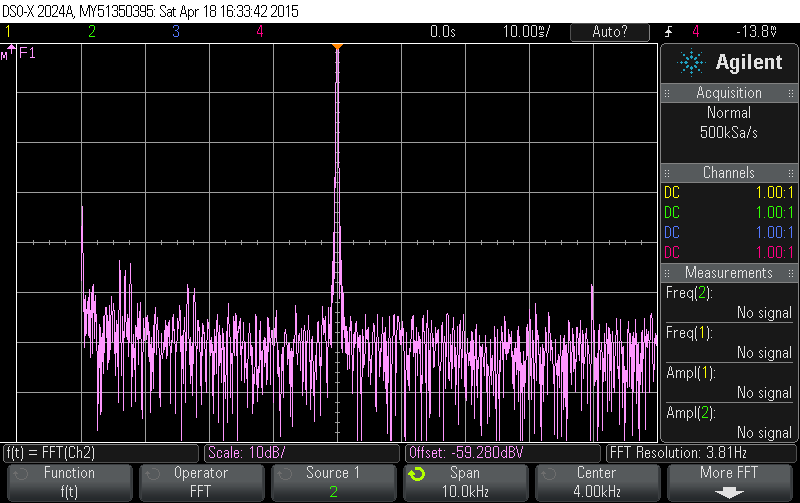 DSO-X 2024A, MY51350395: Sat Apr 18 16:33:42 2015
1 2 3 4 0.0s 10.00ms/ Auto? 4 -13.8V
M F1
Agilent
Acquisition
Normal
500kSa/s
Channels
DC 1.00:1
DC 1.00:1
DC 1.00:1
DC 1.00:1
Measurements
Freq(2):
No signal
Freq(1):
No signal
Ampl(1):
No signal
Ampl(2):
No signal
f(t) = FFT(Ch2) Scale: 10dB/ Offset: -59.280dBV FFT Resolution: 3.81Hz
Function Operator Source 1 Span Center More FFT
f(t) FFT 2 10.0kHz 4.00kHz